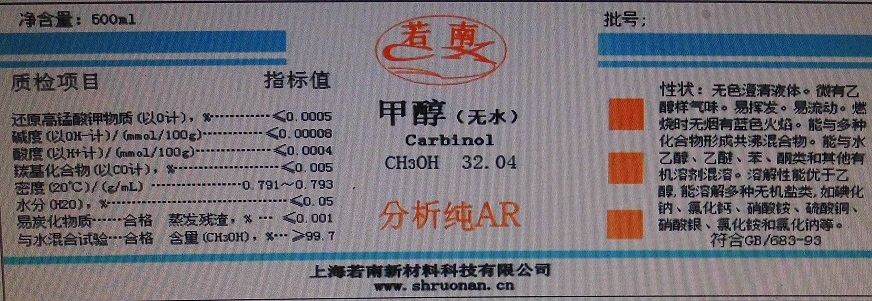 净含量：500ml
质检项目 指标值
还原高锰酸钾物质(以O计), %……≤0.0005
碱度(以OH-计)/(mmol/100g)……≤0.00008
酸度(以H+计)/(mmol/100g)……≤0.0004
羰基化合物(以CO计), %……≤0.005
密度(20℃)/(g/mL)……0.791～0.793
水分(H2O), %……≤0.05
易炭化物质……合格 蒸发残渣, %…≤0.001
与水混合试验…合格 含量(CH3OH), %…≥99.7
若南
甲醇（无水）
Carbinol
CH3OH 32.04
分析纯AR
批号；
性状：无色澄清液体。微有乙
醇样气味。易挥发。易流动。燃
烧时无烟有蓝色火焰。能与多种
化合物形成共沸混合物。能与水
乙醇、乙醚、苯、酮类和其他有
机溶剂混溶。溶解性能优于乙
醇，能溶解多种无机盐类，如碘化
钠、氯化钙、硝酸铵、硫酸铜、
硝酸银、氯化铵和氯化钠等。
符合GB/683-93
上海若南新材料科技有限公司
www.shruonan.cn